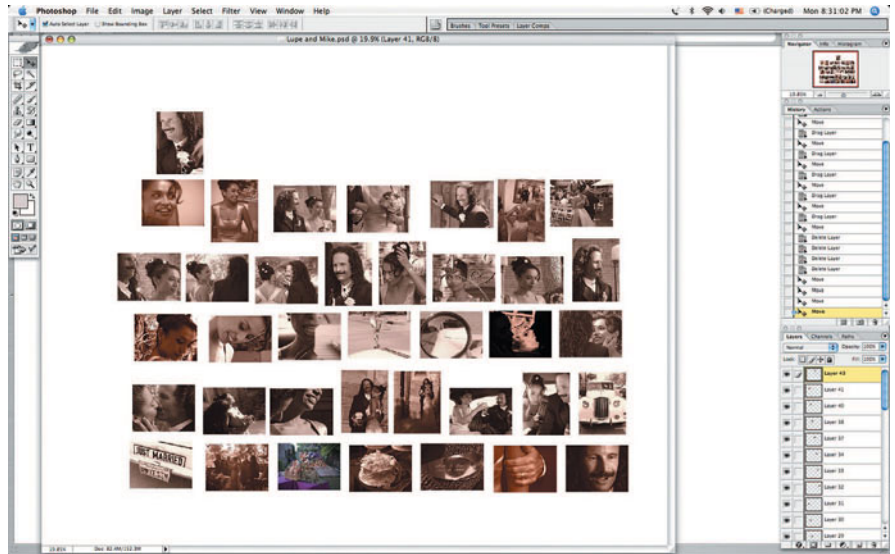 Photoshop File Edit Image Layer Select Filter View Window Help (Charged) Mon 8:31:02 PM
Auto Select Layer Show Bounding Box Brushes Tool Presets Layer Comps
Lupe and Mike.psd @ 19.9% (Layer 41, RGB/8)
Navigator Info Histogram
History Actions
Move
Drag Layer
Move
Drag Layer
Move
Drag Layer
Move
Drag Layer
Move
Drag Layer
Move
Delete Layer
Delete Layer
Delete Layer
Delete Layer
Move
Move
Move
Move
Layers Channels Paths
Normal Opacity: 100%
Lock: Fill: 100%
Layer 41
Layer 40
Layer 38
Layer 37
Layer 34
Layer 33
Layer 32
Layer 31
Layer 30
Layer 29
JUST MARRIED